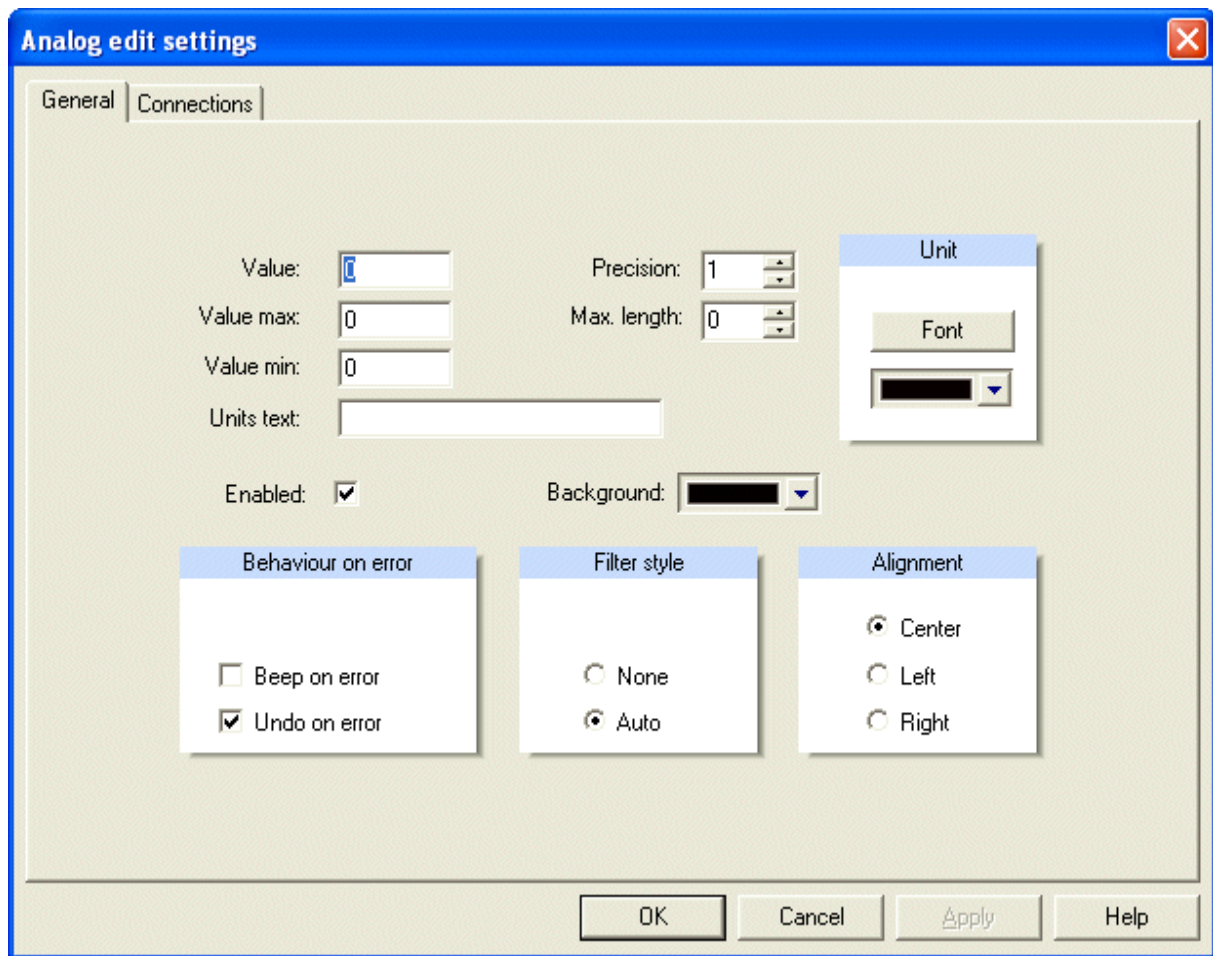 Analog edit settings
General Connections
Value: 0 Precision: 1 Unit
Value max: 0 Max. length: 0 Font
Value min: 0
Units text:
Enabled: Background:
Behaviour on error Filter style Alignment
Center
Beep on error None Left
Undo on error Auto Right
OK Cancel Apply Help